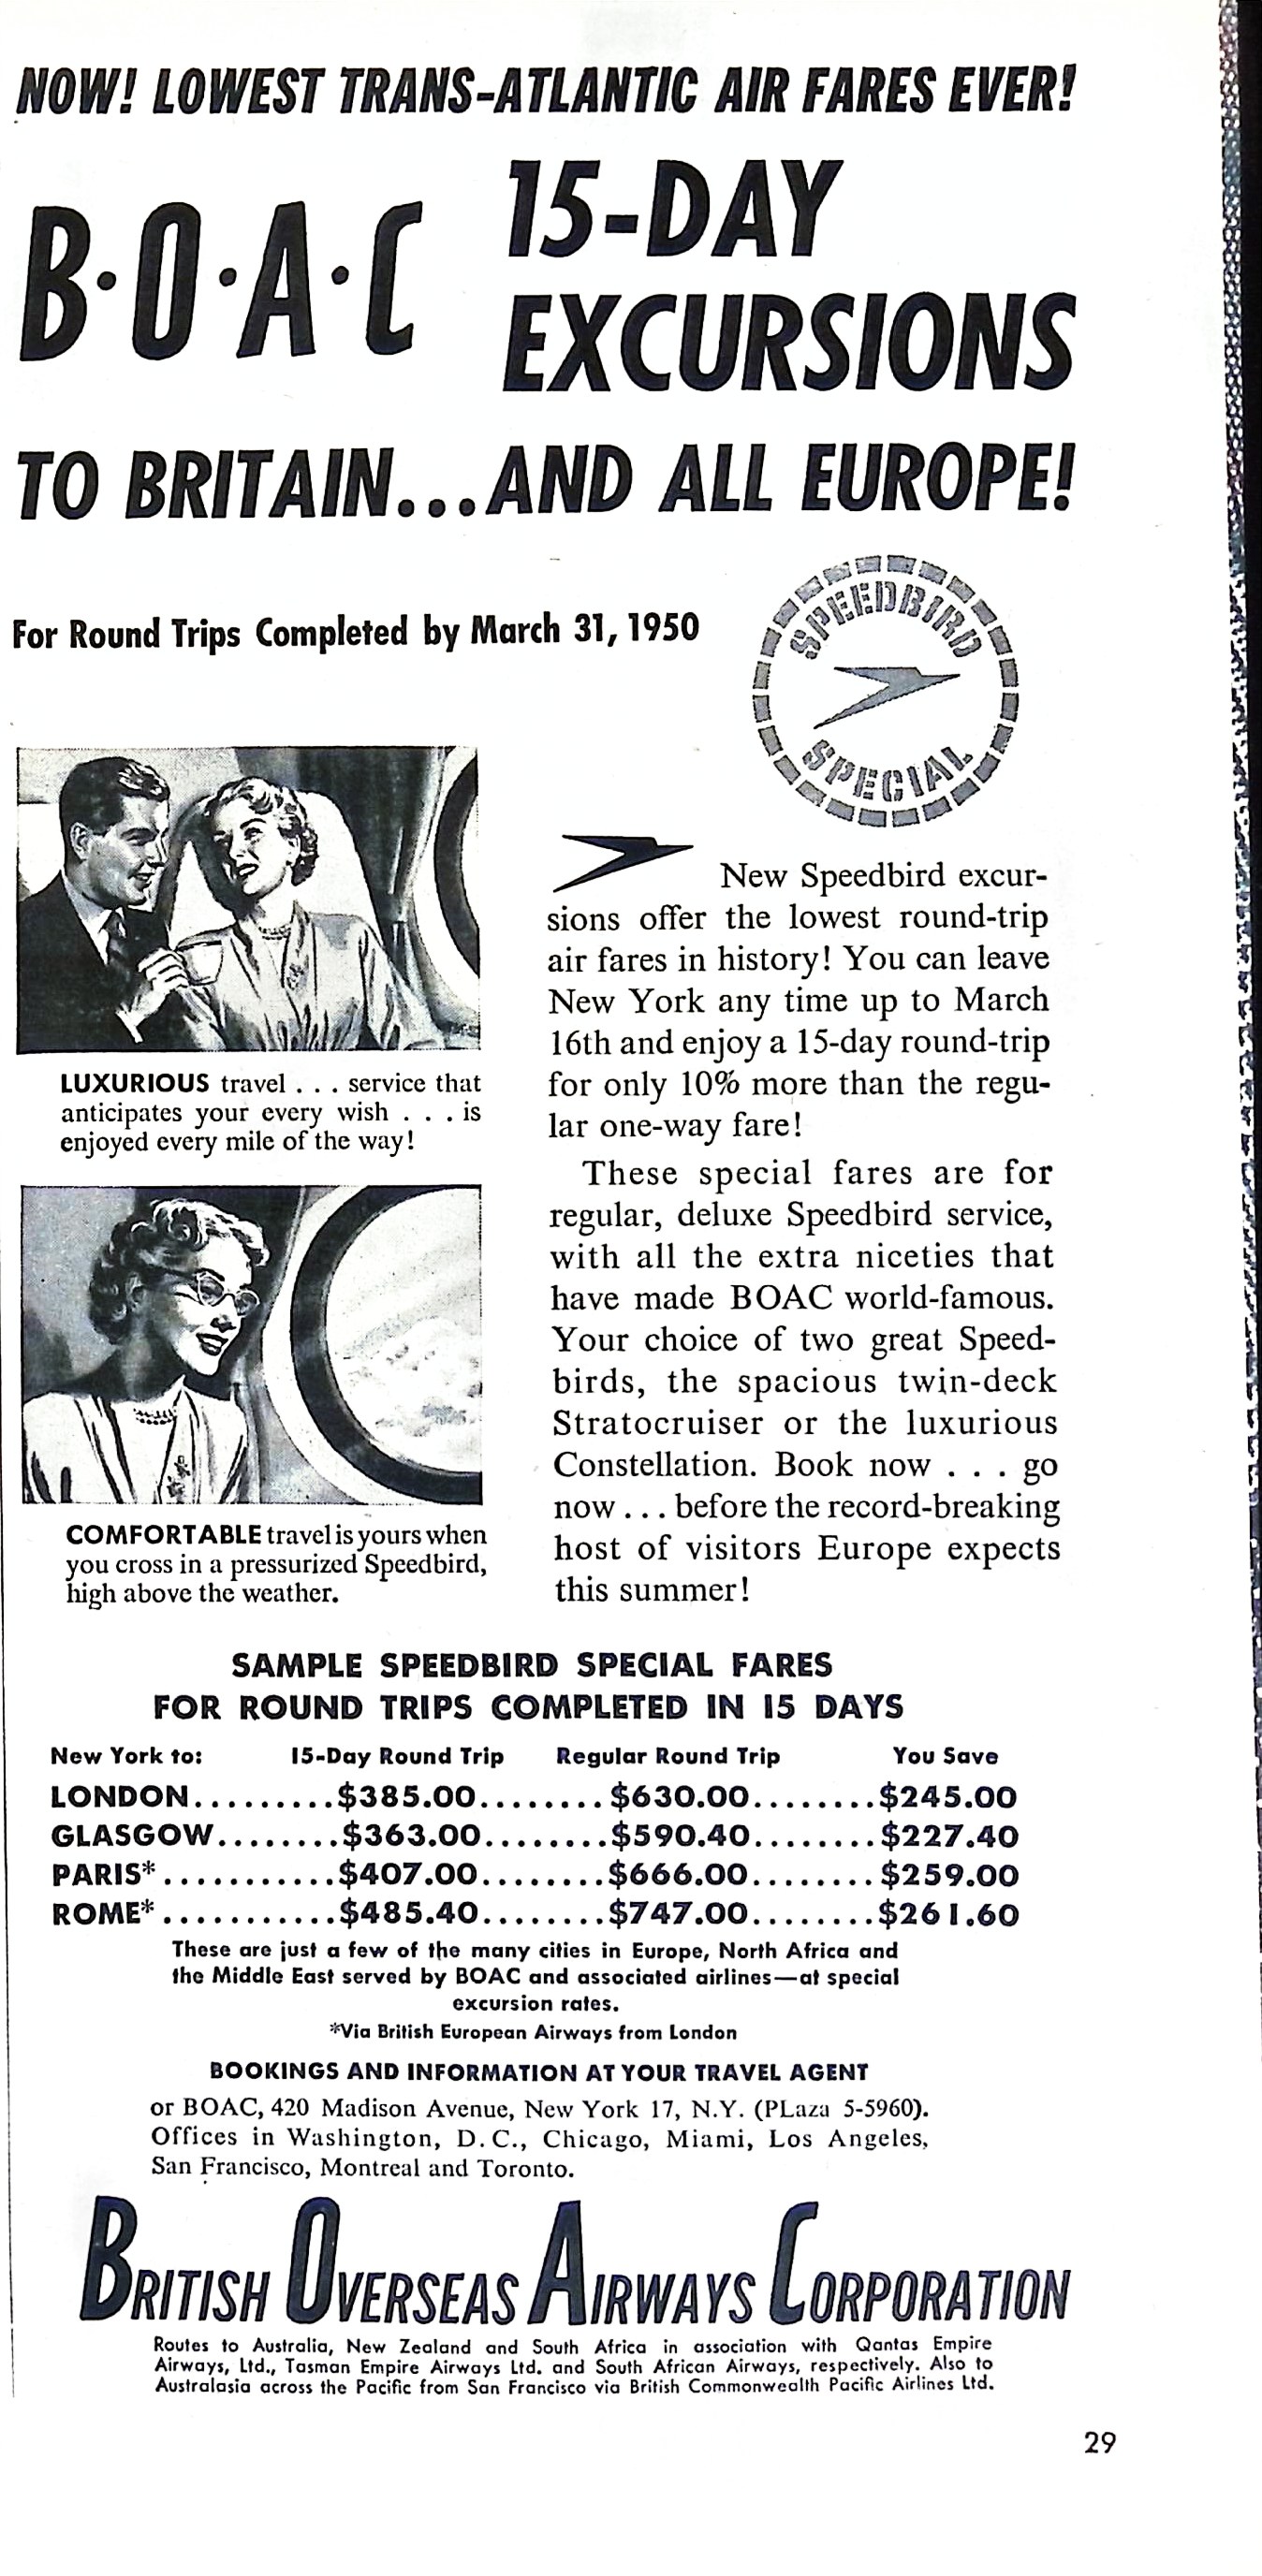 NOW! LOWEST TRANS-ATLANTIC AIR FARES EVER!
B·O·A·C
15-DAY
EXCURSIONS
TO BRITAIN...AND ALL EUROPE!
For Round Trips Completed by March 31, 1950
SPEEDBIRD
SPECIAL
LUXURIOUS travel . . . service that
anticipates your every wish . . . is
enjoyed every mile of the way!
COMFORTABLE travel is yours when
you cross in a pressurized Speedbird,
high above the weather.
New Speedbird excur-
sions offer the lowest round-trip
air fares in history! You can leave
New York any time up to March
16th and enjoy a 15-day round-trip
for only 10% more than the regu-
lar one-way fare!
These special fares are for
regular, deluxe Speedbird service,
with all the extra niceties that
have made BOAC world-famous.
Your choice of two great Speed-
birds, the spacious twin-deck
Stratocruiser or the luxurious
Constellation. Book now . . . go
now . . . before the record-breaking
host of visitors Europe expects
this summer!
SAMPLE SPEEDBIRD SPECIAL FARES
FOR ROUND TRIPS COMPLETED IN 15 DAYS
New York to: 15-Day Round Trip Regular Round Trip You Save
LONDON.........$385.00........$630.00........$245.00
GLASGOW........$363.00........$590.40........$227.40
PARIS*...........$407.00........$666.00........$259.00
ROME*...........$485.40........$747.00........$261.60
These are just a few of the many cities in Europe, North Africa and
the Middle East served by BOAC and associated airlines—at special
excursion rates.
*Via British European Airways from London
BOOKINGS AND INFORMATION AT YOUR TRAVEL AGENT
or BOAC, 420 Madison Avenue, New York 17, N.Y. (PLaza 5-5960).
Offices in Washington, D.C., Chicago, Miami, Los Angeles,
San Francisco, Montreal and Toronto.
BRITISH OVERSEAS AIRWAYS CORPORATION
Routes to Australia, New Zealand and South Africa in association with Qantas Empire
Airways, Ltd., Tasman Empire Airways Ltd. and South African Airways, respectively. Also to
Australasia across the Pacific from San Francisco via British Commonwealth Pacific Airlines Ltd.
29